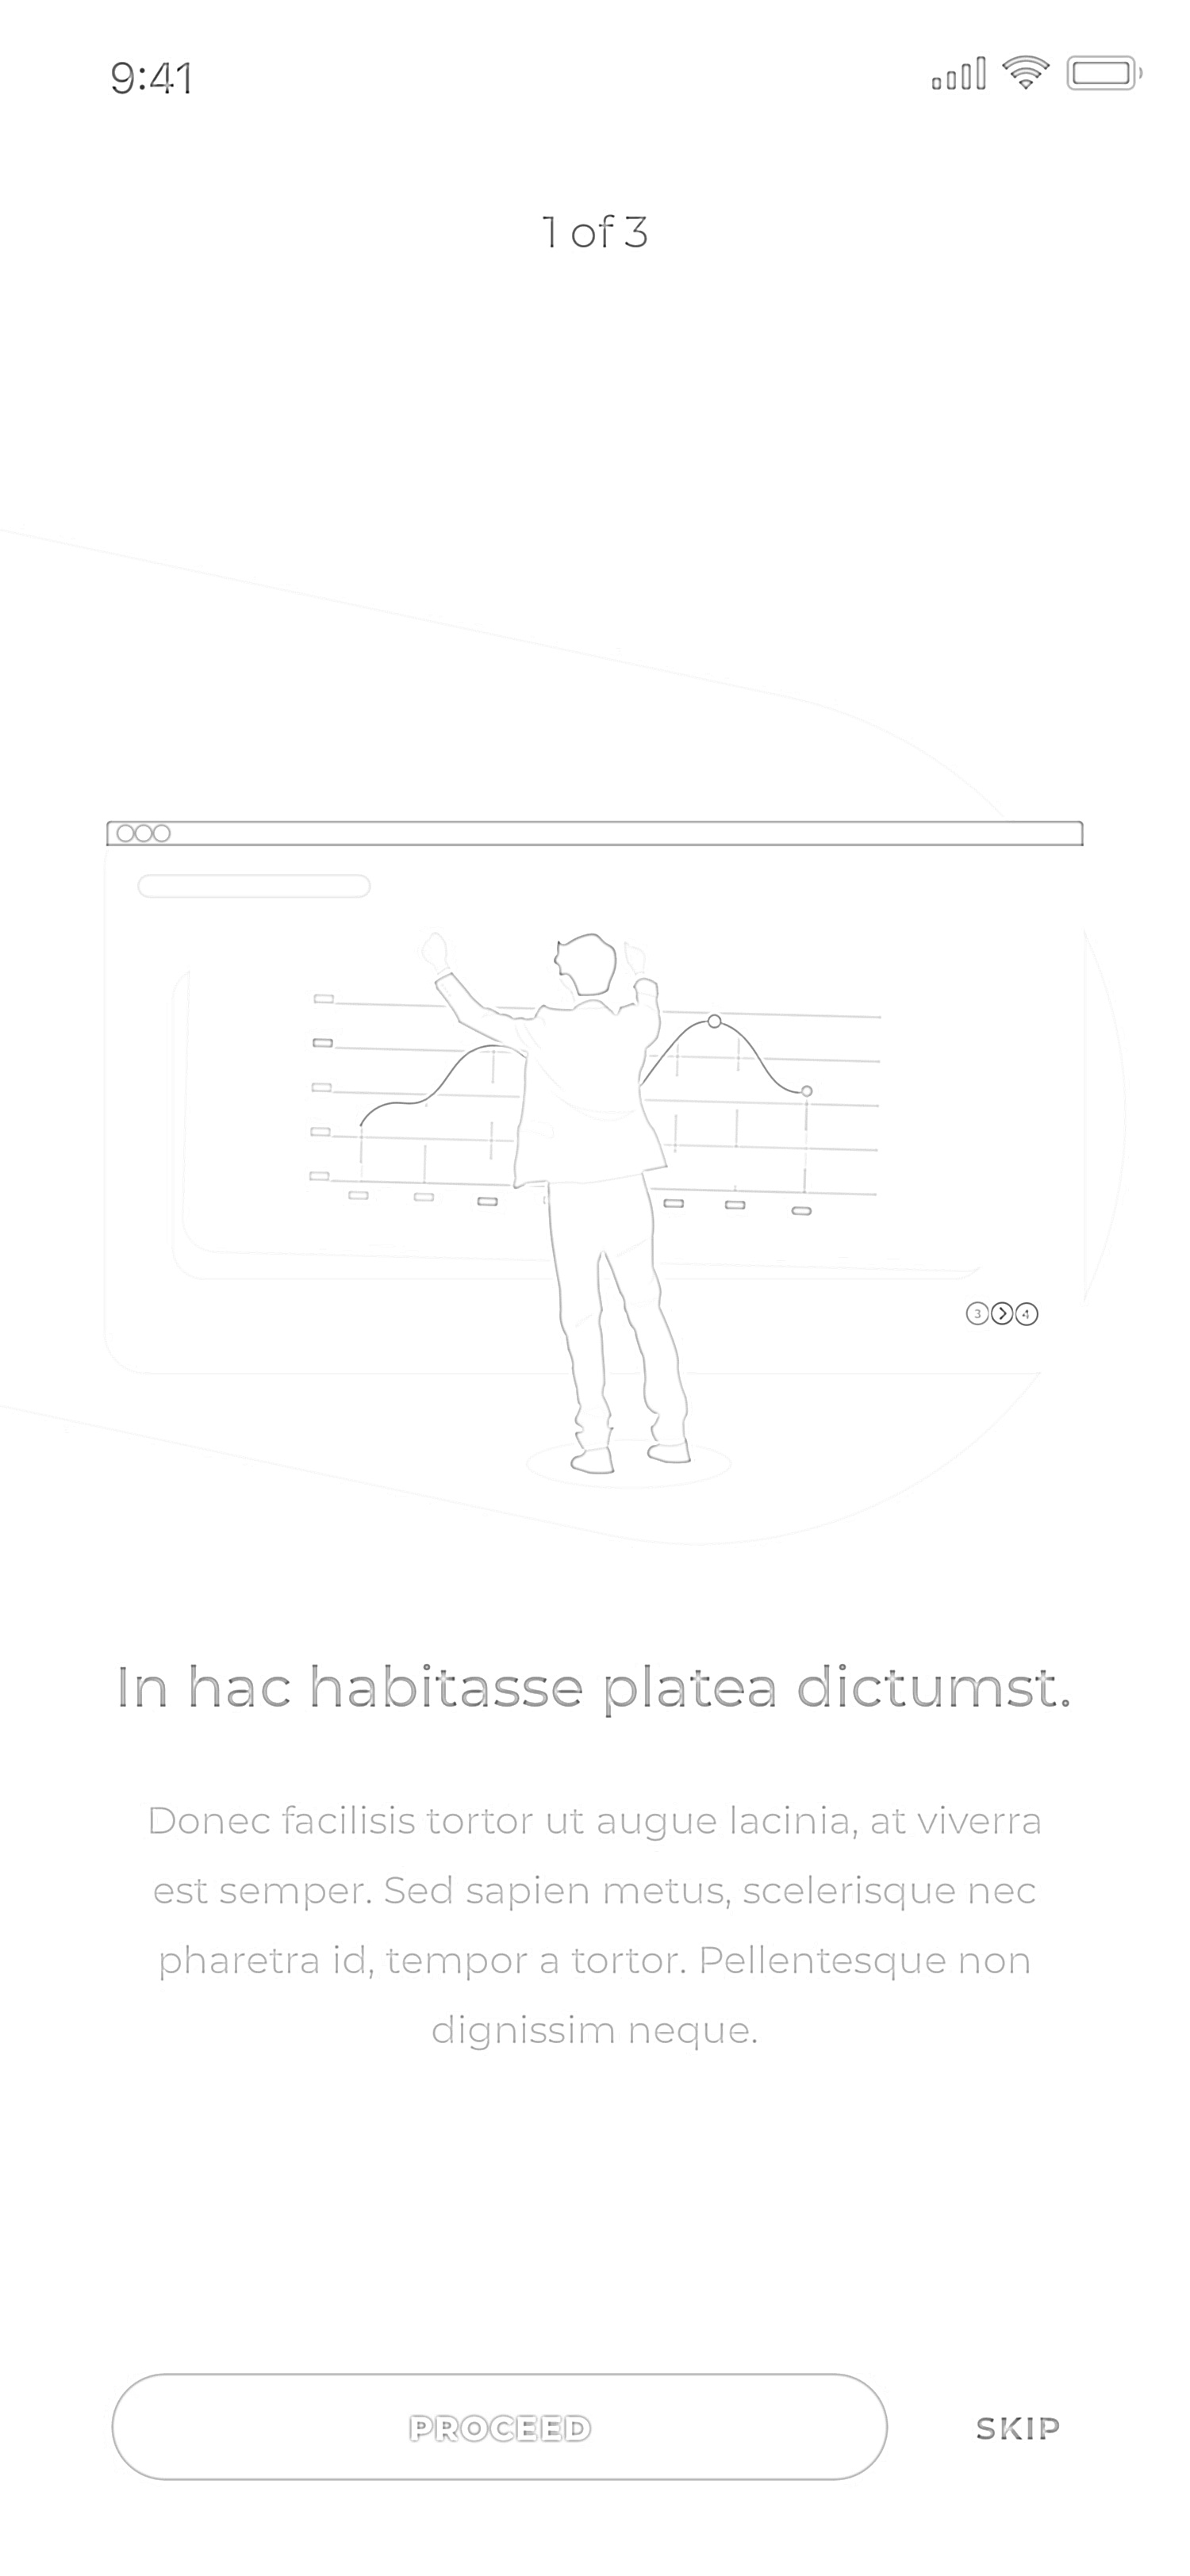 9:41
1 of 3
3
4
In hac habitasse platea dictumst.
Donec facilisis tortor ut augue lacinia, at viverra
est semper. Sed sapien metus, scelerisque nec
pharetra id, tempor a tortor. Pellentesque non
dignissim neque.
PROCEED
SKIP